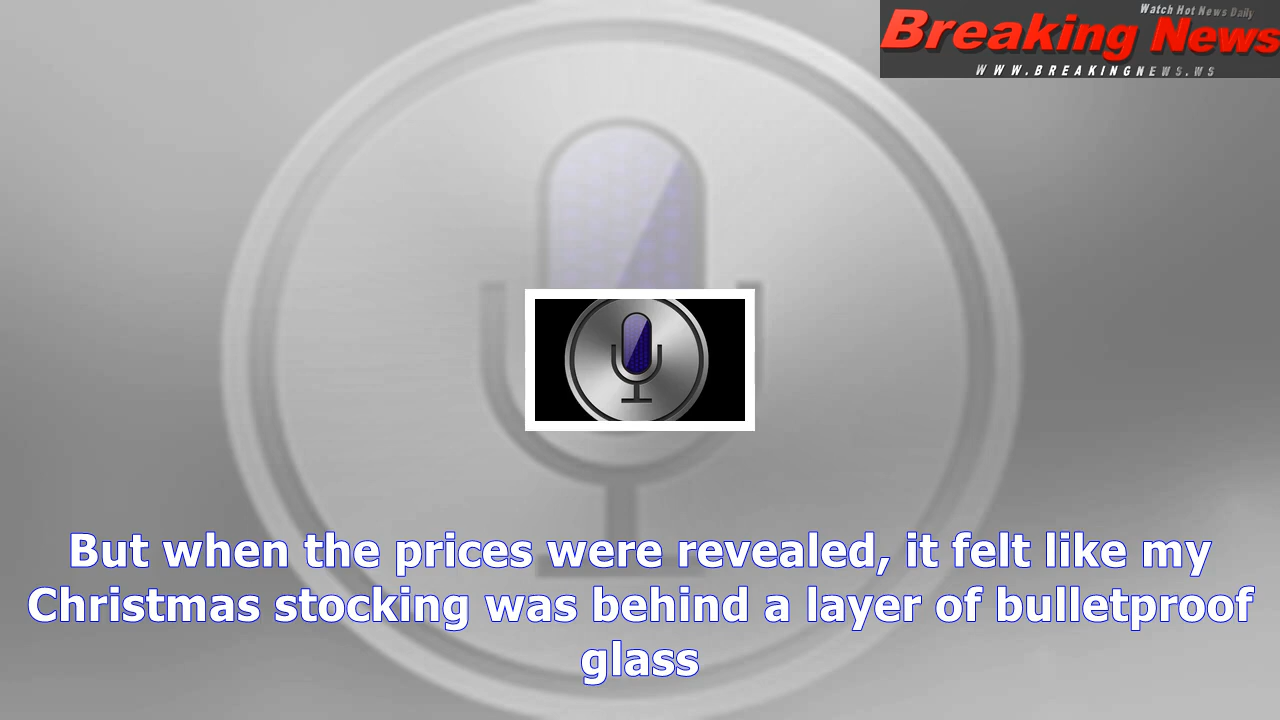 Watch Hot News Daily
Breaking News
WWW.BREAKINGNEWS.WS
But when the prices were revealed, it felt like my
Christmas stocking was behind a layer of bulletproof
glass